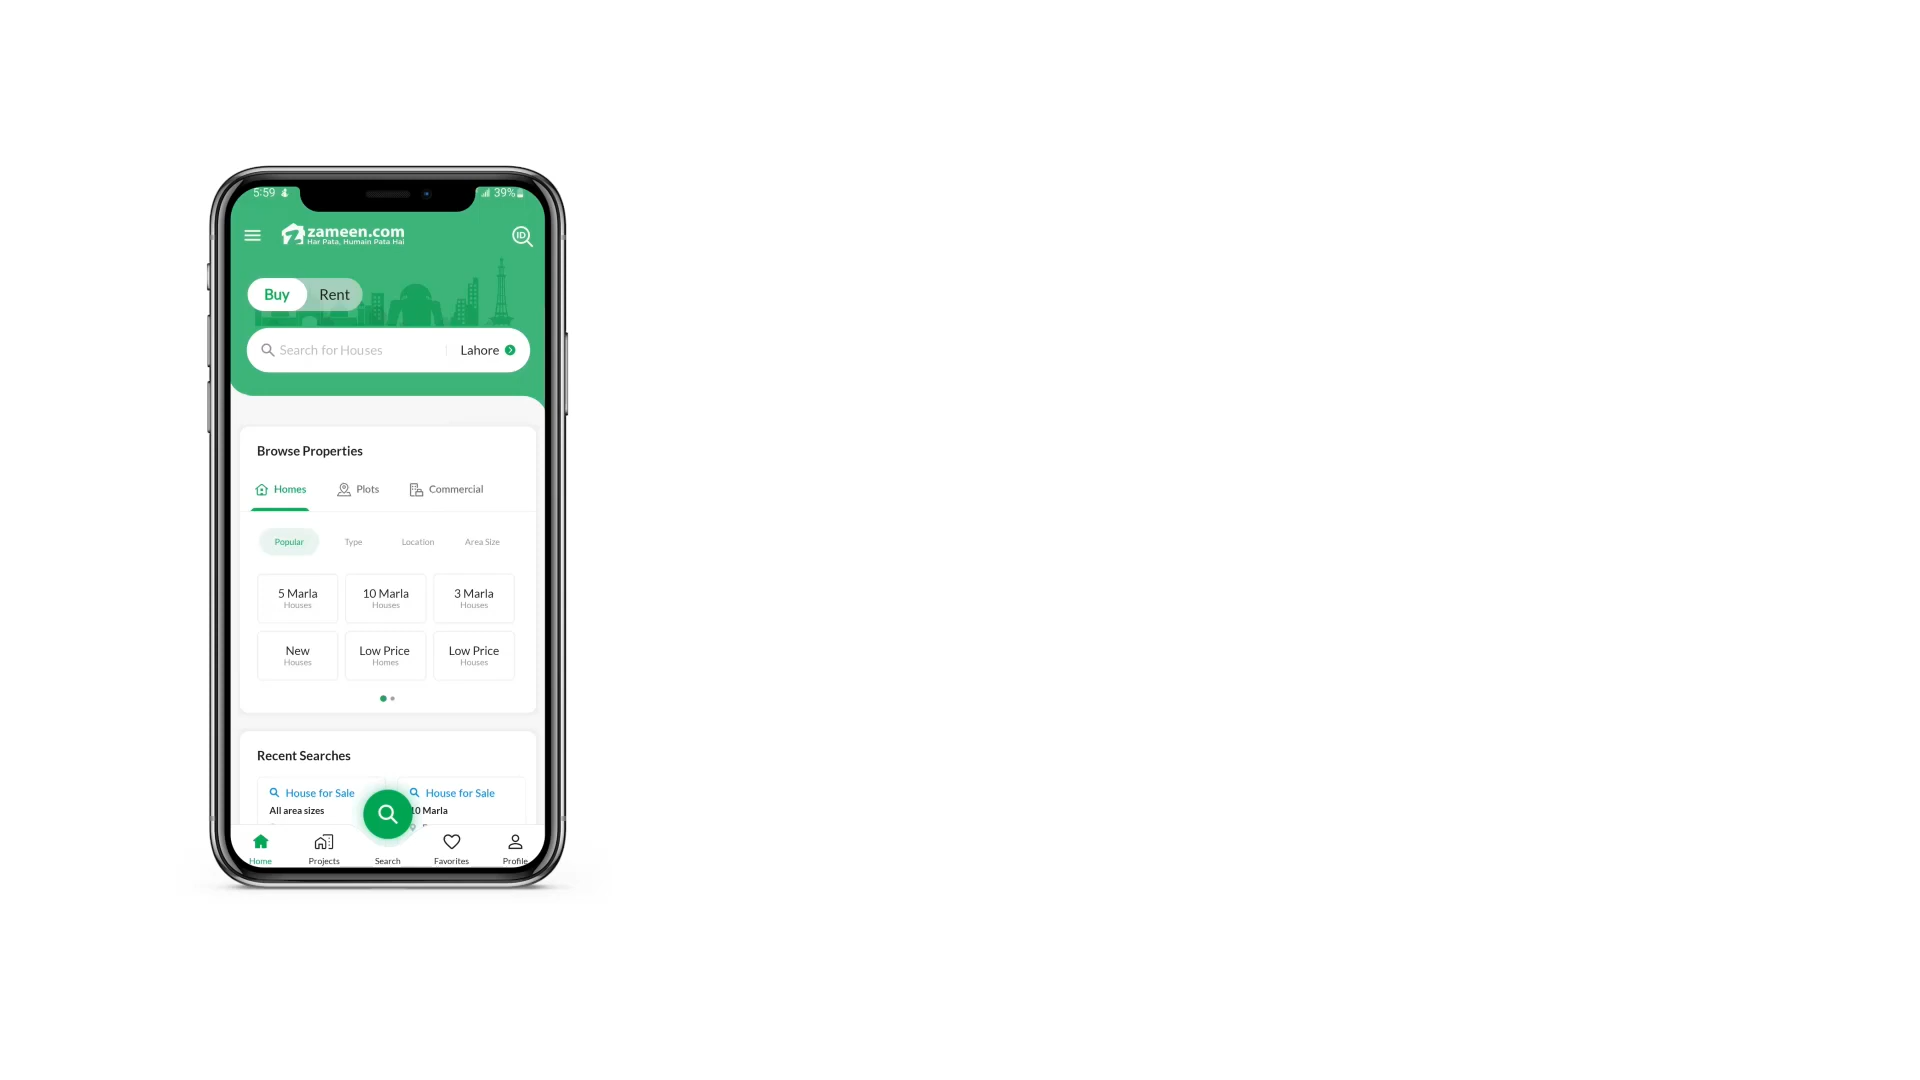 5:59
39%
zameen.com
Har Pata, Humain Pata Hai
ID
Buy
Rent
Search for Houses
Lahore
Browse Properties
Homes
Plots
Commercial
Popular
Type
Location
Area Size
5 Marla
Houses
10 Marla
Houses
3 Marla
Houses
New
Houses
Low Price
Homes
Low Price
Houses
Recent Searches
House for Sale
All area sizes
House for Sale
10 Marla
Home
Projects
Search
Favorites
Profile